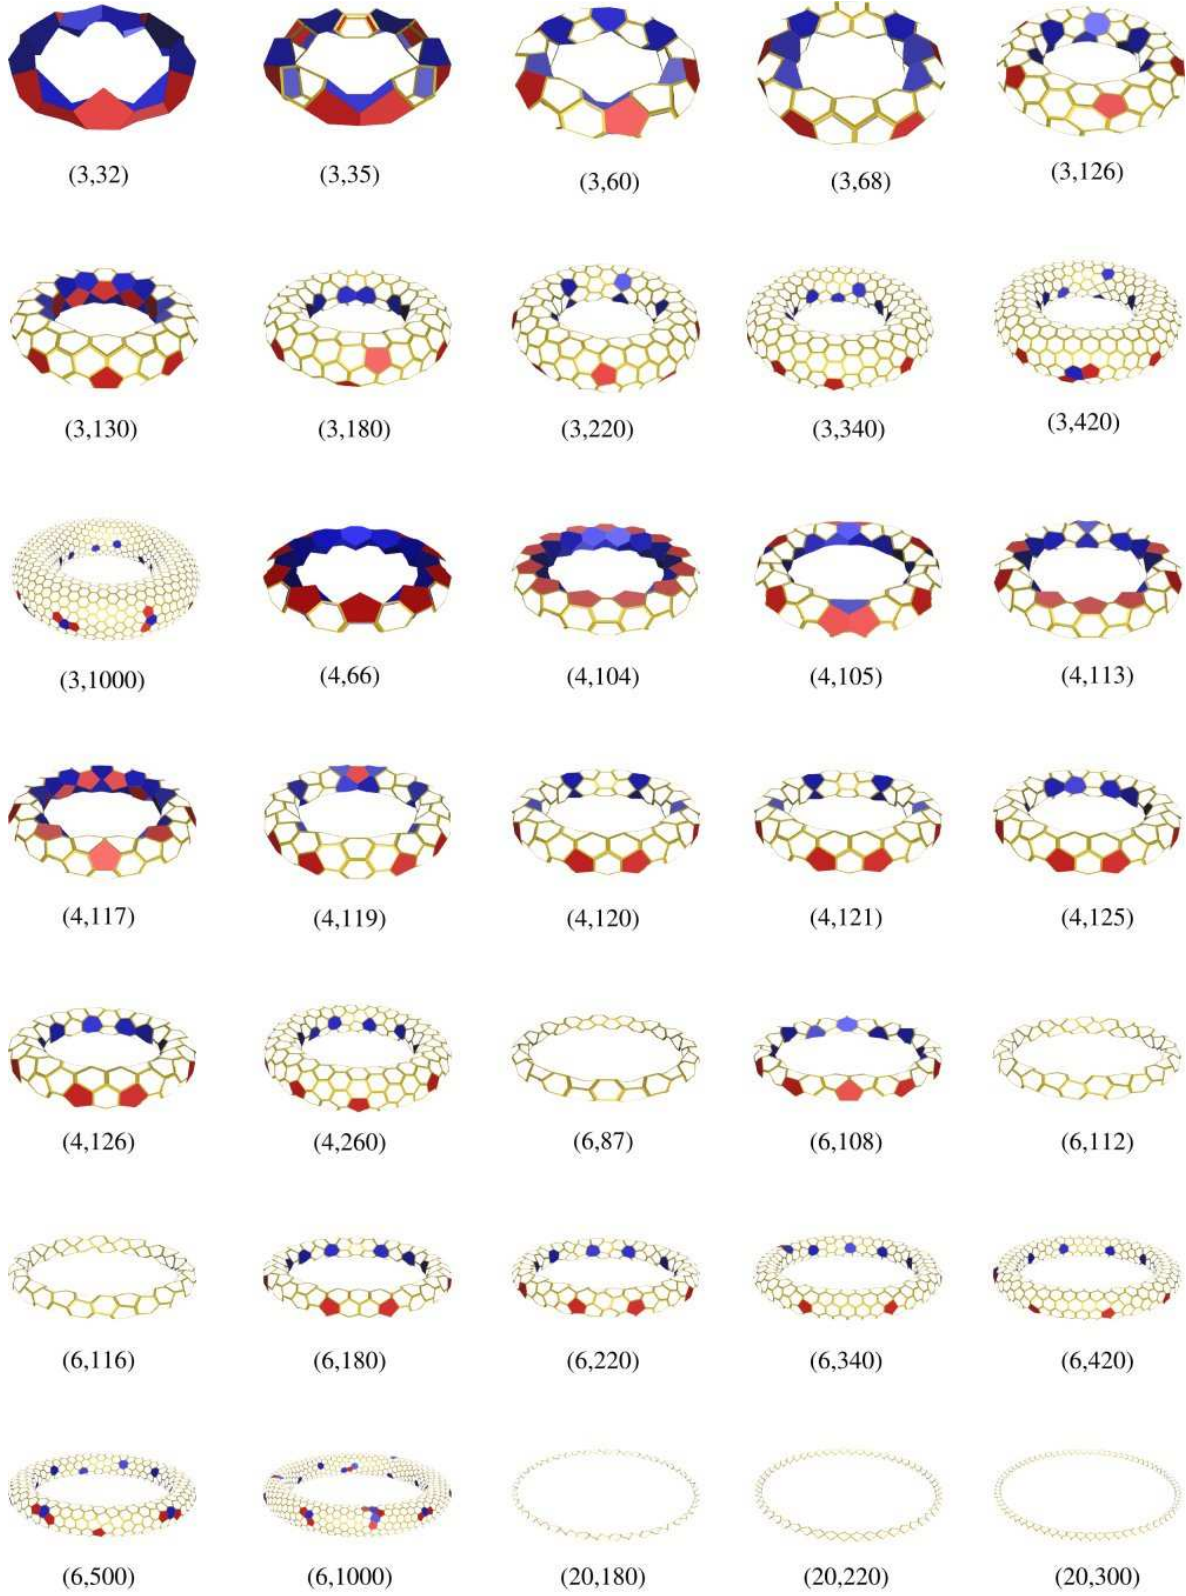 (3,32) (3,35) (3,60) (3,68) (3,126)
(3,130) (3,180) (3,220) (3,340) (3,420)
(3,1000) (4,66) (4,104) (4,105) (4,113)
(4,117) (4,119) (4,120) (4,121) (4,125)
(4,126) (4,260) (6,87) (6,108) (6,112)
(6,116) (6,180) (6,220) (6,340) (6,420)
(6,500) (6,1000) (20,180) (20,220) (20,300)